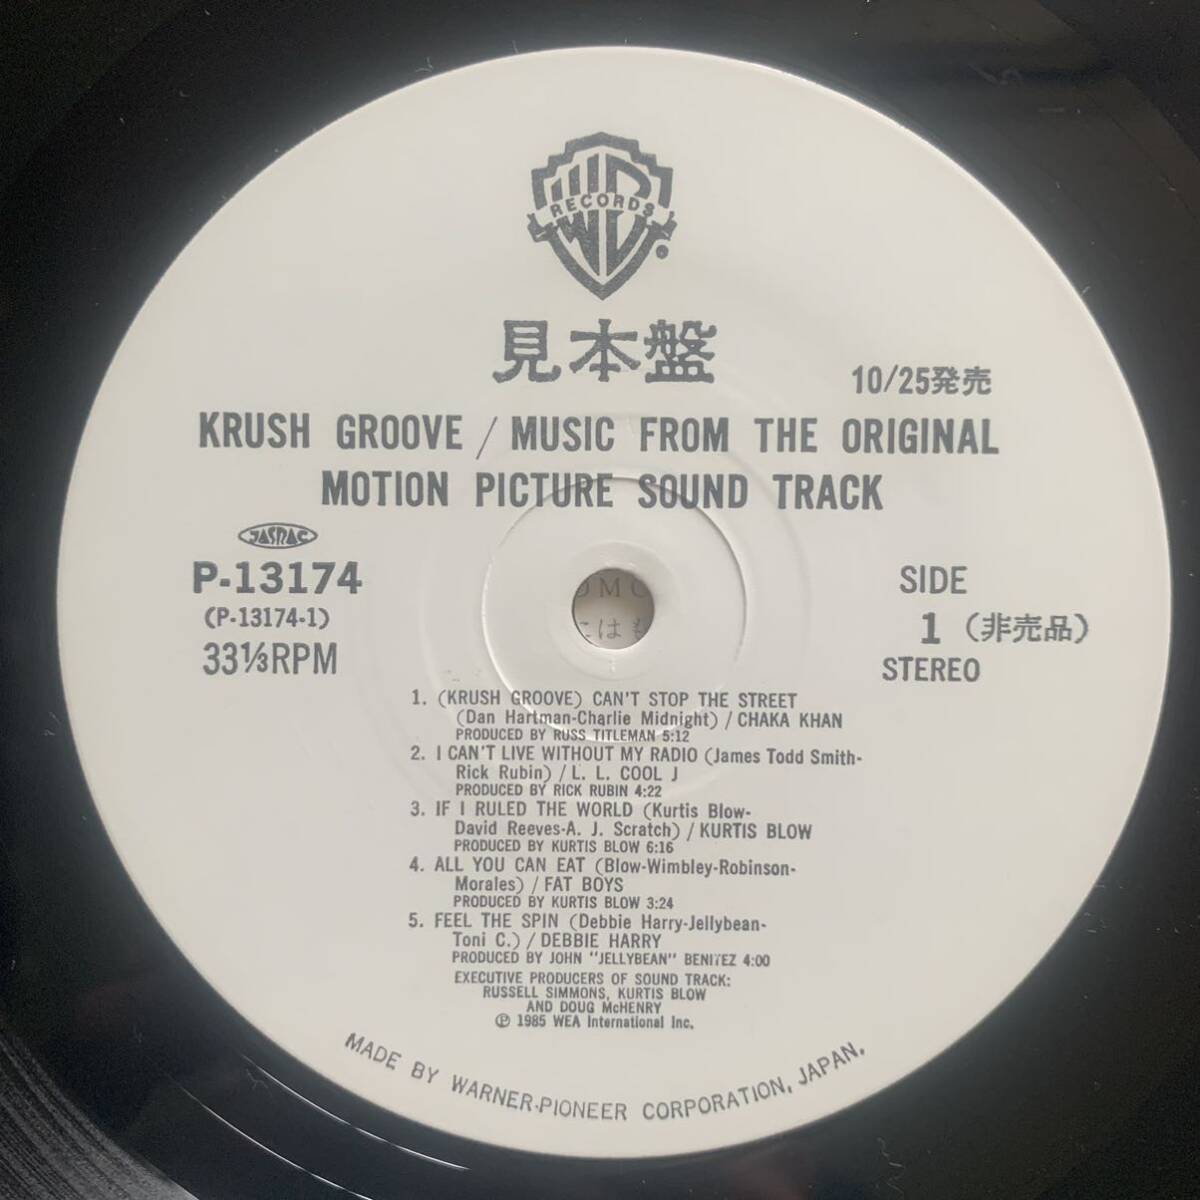 WB
RECORDS
®
見本盤
10/25発売
KRUSH GROOVE / MUSIC FROM THE ORIGINAL
MOTION PICTURE SOUND TRACK
JASRAC
P-13174
(P-13174-1)
33⅓RPM
SIDE
1 (非売品)
STEREO
DMC
にはも
1. (KRUSH GROOVE) CAN'T STOP THE STREET
(Dan Hartman-Charlie Midnight) / CHAKA KHAN
PRODUCED BY RUSS TITLEMAN 5:12
2. I CAN'T LIVE WITHOUT MY RADIO (James Todd Smith-
Rick Rubin) / L. L. COOL J
PRODUCED BY RICK RUBIN 4:22
3. IF I RULED THE WORLD (Kurtis Blow-
David Reeves-A. J. Scratch) / KURTIS BLOW
PRODUCED BY KURTIS BLOW 6:16
4. ALL YOU CAN EAT (Blow-Wimbley-Robinson-
Morales) / FAT BOYS
PRODUCED BY KURTIS BLOW 3:24
5. FEEL THE SPIN (Debbie Harry-Jellybean-
Toni C.) / DEBBIE HARRY
PRODUCED BY JOHN "JELLYBEAN" BENITEZ 4:00
EXECUTIVE PRODUCERS OF SOUND TRACK:
RUSSELL SIMMONS, KURTIS BLOW
AND DOUG McHENRY
Ⓟ 1985 WEA International Inc.
MADE BY WARNER-PIONEER CORPORATION, JAPAN.